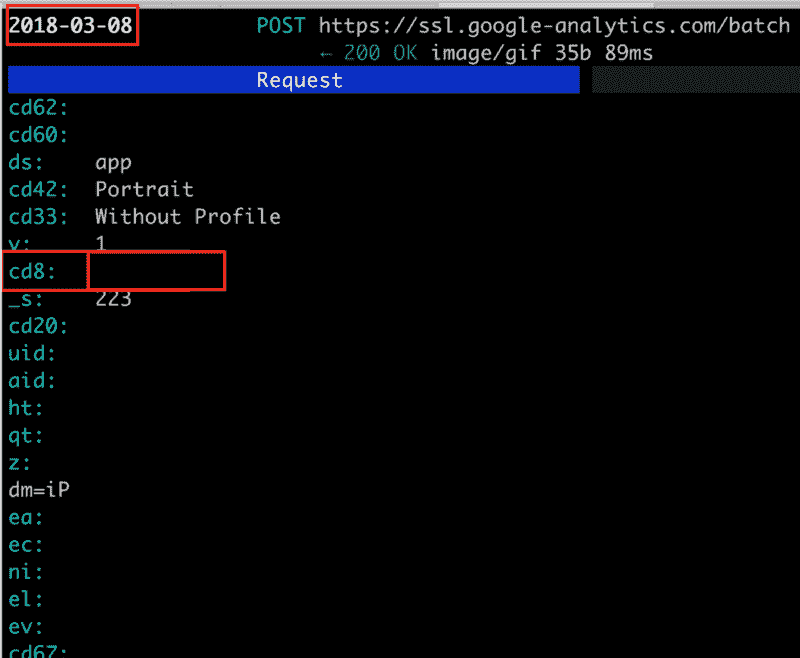 2018-03-08 POST https://ssl.google-analytics.com/batch
← 200 OK image/gif 35b 89ms
Request
cd62:
cd60:
ds: app
cd42: Portrait
cd33: Without Profile
v: 1
cd8:
_s: 223
cd20:
uid:
aid:
ht:
qt:
z:
dm=iP
ea:
ec:
ni:
el:
ev:
cd67: